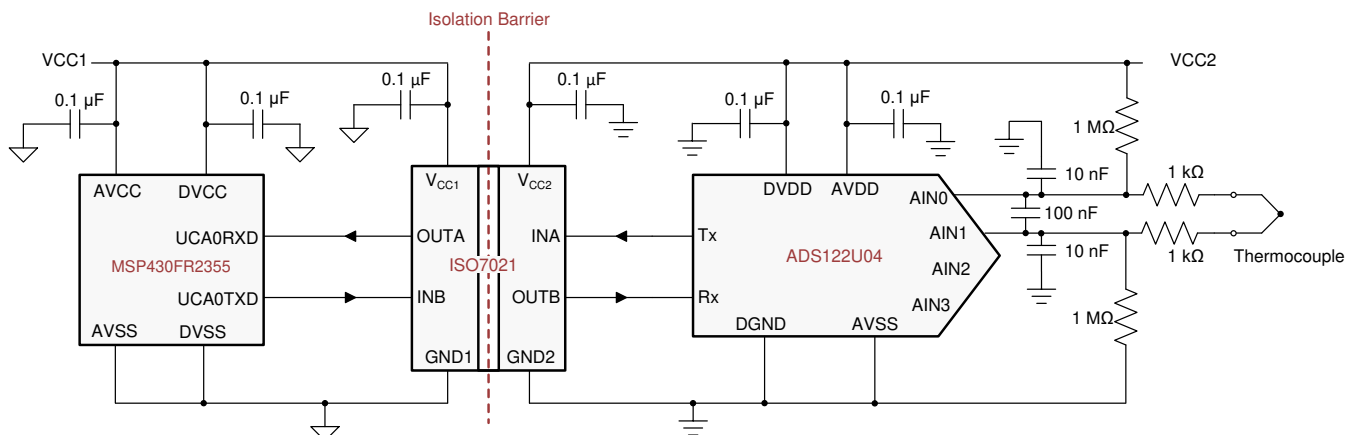 Isolation Barrier
VCC1
VCC2
0.1 µF
0.1 µF
0.1 µF
0.1 µF
0.1 µF
0.1 µF
1 MΩ
10 nF
1 kΩ
AVCC
DVCC
VCC1
VCC2
DVDD
AVDD
AIN0
100 nF
UCA0RXD
OUTA
INA
Tx
AIN1
10 nF
1 kΩ
Thermocouple
MSP430FR2355
ISO7021
ADS122U04
AIN2
UCA0TXD
INB
OUTB
Rx
AIN3
1 MΩ
AVSS
DVSS
GND1
GND2
DGND
AVSS